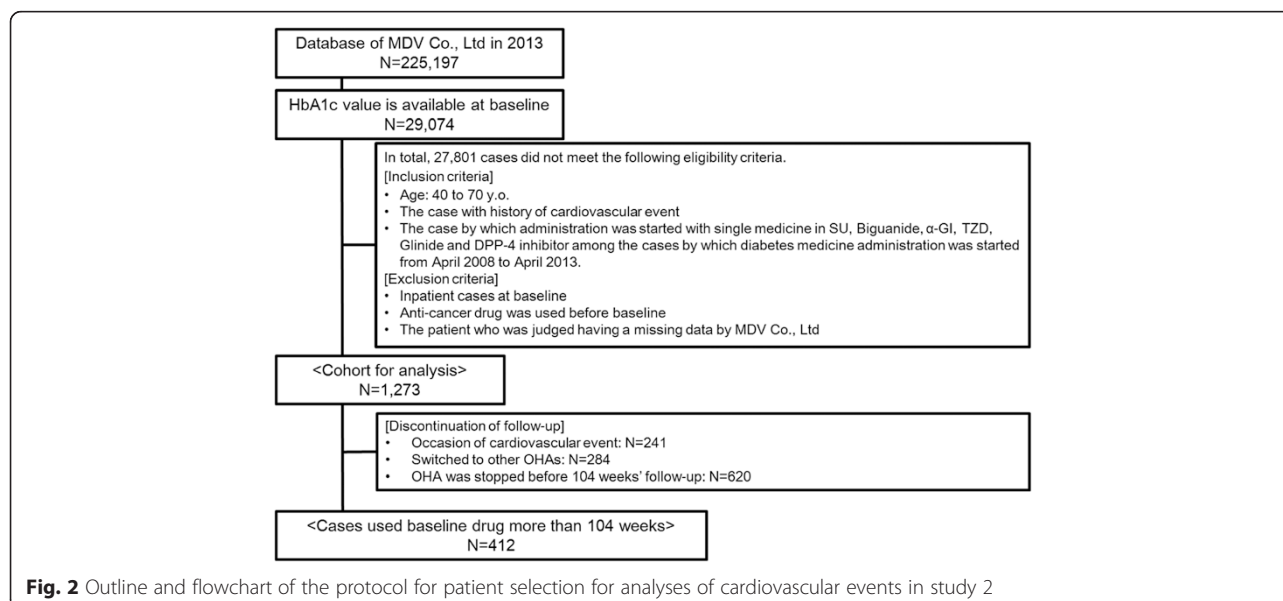 Database of MDV Co., Ltd in 2013
N=225,197
HbA1c value is available at baseline
N=29,074
In total, 27,801 cases did not meet the following eligibility criteria.
[Inclusion criteria]
• Age: 40 to 70 y.o.
• The case with history of cardiovascular event
• The case by which administration was started with single medicine in SU, Biguanide, α-GI, TZD,
Glinide and DPP-4 inhibitor among the cases by which diabetes medicine administration was started
from April 2008 to April 2013.
[Exclusion criteria]
• Inpatient cases at baseline
• Anti-cancer drug was used before baseline
• The patient who was judged having a missing data by MDV Co., Ltd
<Cohort for analysis>
N=1,273
[Discontinuation of follow-up]
• Occasion of cardiovascular event: N=241
• Switched to other OHAs: N=284
• OHA was stopped before 104 weeks' follow-up: N=620
<Cases used baseline drug more than 104 weeks>
N=412
Fig. 2 Outline and flowchart of the protocol for patient selection for analyses of cardiovascular events in study 2